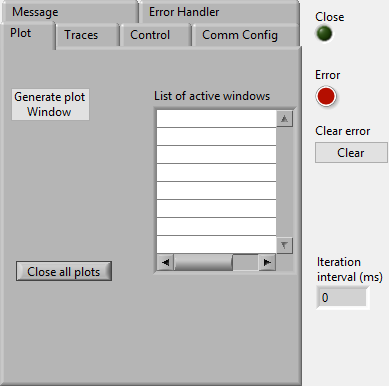 Message
Error Handler
Plot
Traces
Control
Comm Config
Generate plot
Window
List of active windows
Close all plots
Close
Error
Clear error
Clear
Iteration
interval (ms)
0